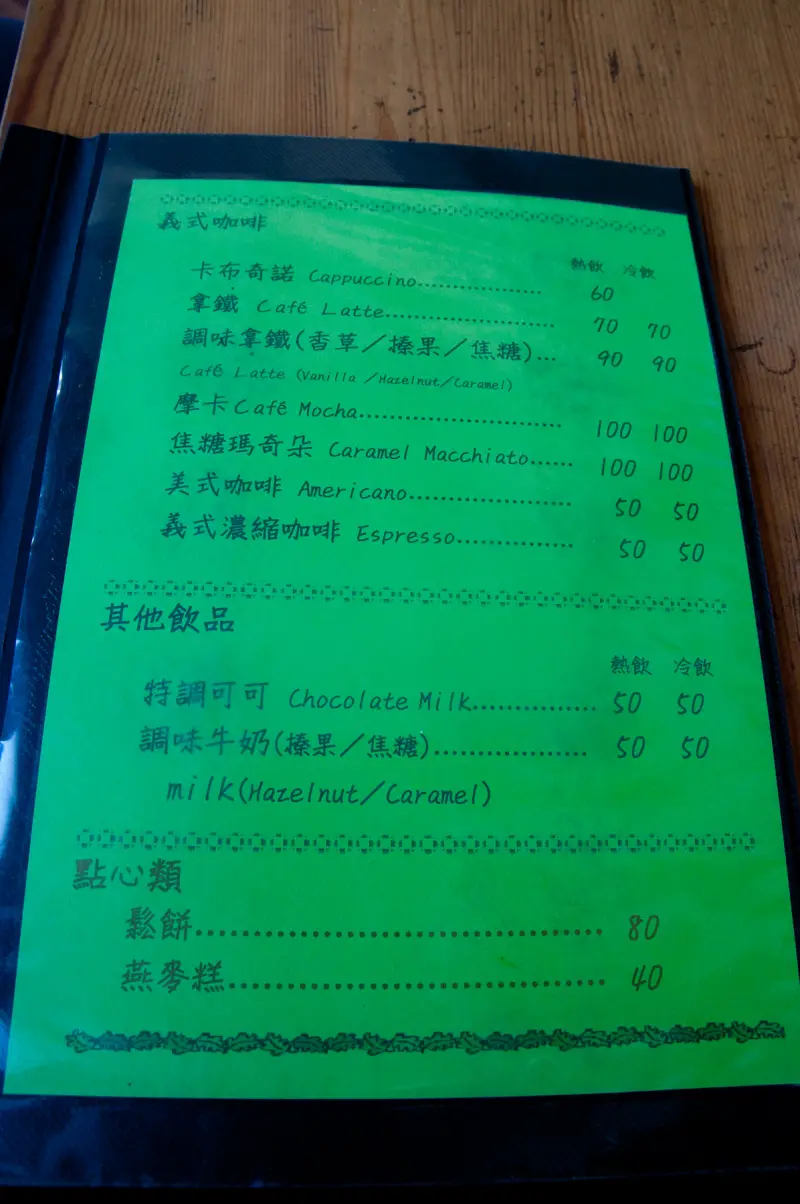 義式咖啡
熱飲 冷飲
卡布奇諾 Cappuccino................ 60
拿鐵 Café Latte...................... 70 70
調味拿鐵(香草／榛果／焦糖)... 90 90
Café Latte (Vanilla ／Hazelnut／Caramel)
摩卡Café Mocha.......................... 100 100
焦糖瑪奇朵 Caramel Macchiato...... 100 100
美式咖啡 Americano..................... 50 50
義式濃縮咖啡 Espresso............... 50 50
其他飲品
熱飲 冷飲
特調可可 Chocolate Milk............... 50 50
調味牛奶(榛果／焦糖)................... 50 50
milk(Hazelnut／Caramel)
點心類
鬆餅....................................... 80
燕麥糕.................................... 40